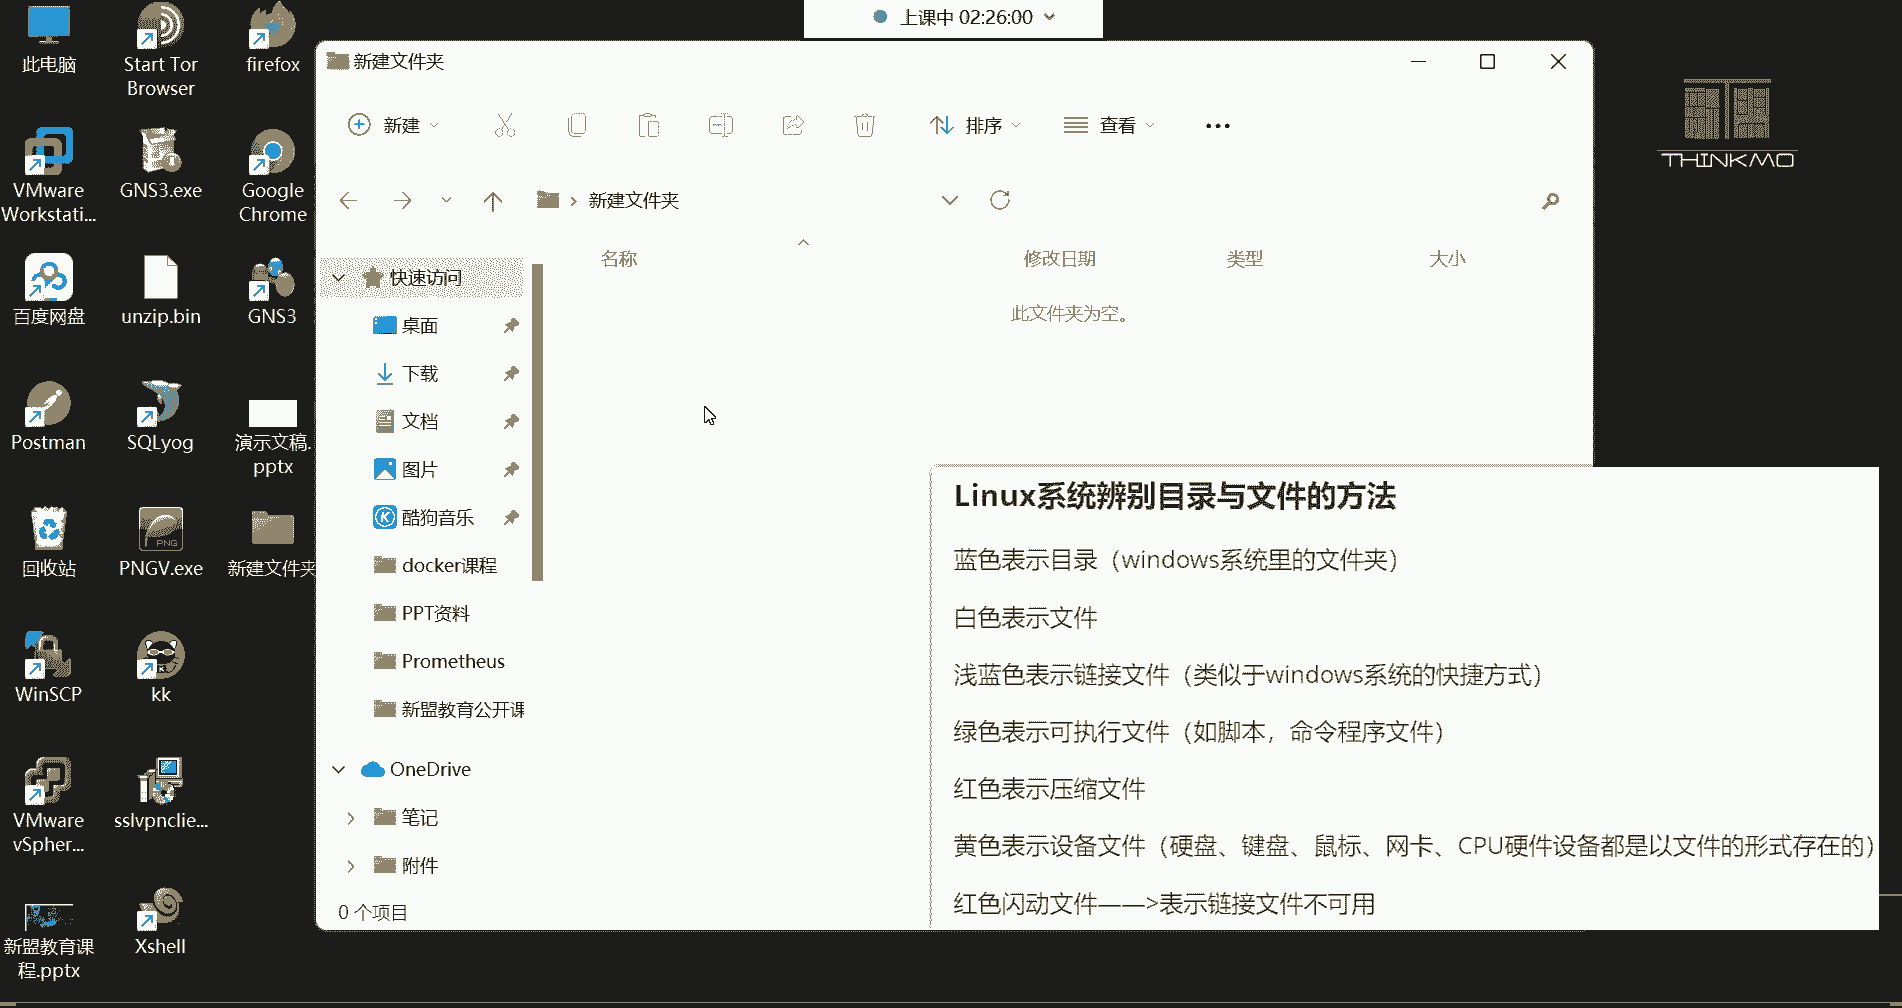 上课中 02:26:00
此电脑
Start Tor
Browser
firefox
VMware
Workstati...
GNS3.exe
Google
Chrome
百度网盘
unzip.bin
GNS3
Postman
SQLyog
演示文稿.
pptx
回收站
PNG
PNGV.exe
新建文件夹
WinSCP
kk
VMware
vSpher...
sslvpnclie...
新盟教育课
程.pptx
Xshell
新建文件夹
新建
排序
查看
新建文件夹
名称
修改日期
类型
大小
此文件夹为空。
快速访问
桌面
下载
文档
图片
酷狗音乐
docker课程
PPT资料
Prometheus
新盟教育公开课
OneDrive
笔记
附件
0 个项目
THINKMO
Linux系统辨别目录与文件的方法
蓝色表示目录（windows系统里的文件夹）
白色表示文件
浅蓝色表示链接文件（类似于windows系统的快捷方式）
绿色表示可执行文件（如脚本，命令程序文件）
红色表示压缩文件
黄色表示设备文件（硬盘、键盘、鼠标、网卡、CPU硬件设备都是以文件的形式存在的）
红色闪动文件——>表示链接文件不可用